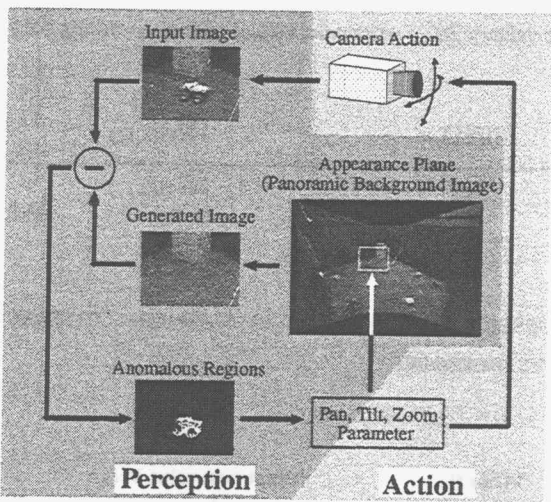 Input Image
Camera Action
Appearance Plane
(Panoramic Background Image)
Generated Image
Anomalous Regions
Pan, Tilt, Zoom
Parameter
Perception
Action